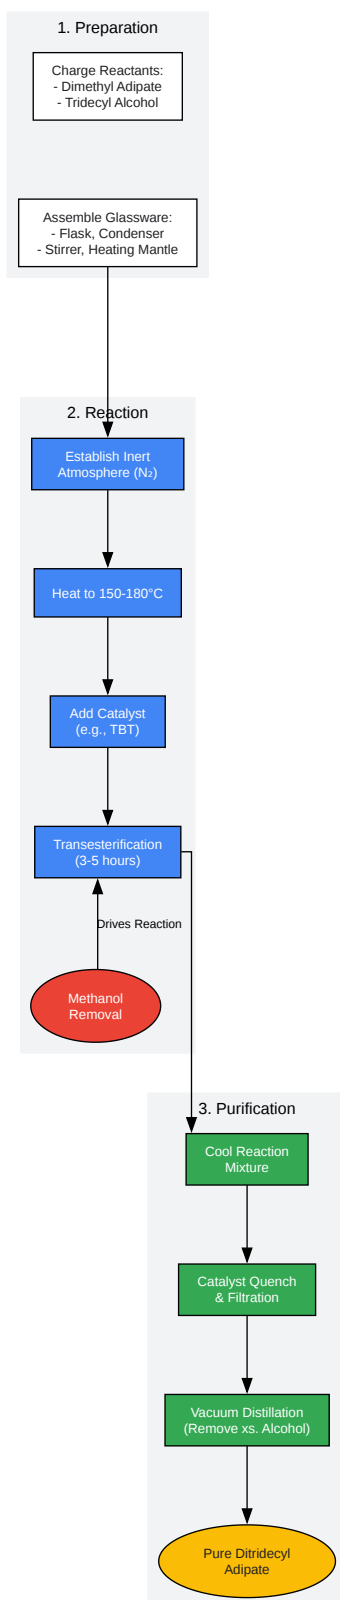 1. Preparation
Charge Reactants:
- Dimethyl Adipate
- Tridecyl Alcohol
Assemble Glassware:
- Flask, Condenser
- Stirrer, Heating Mantle
2. Reaction
Establish Inert
Atmosphere (N₂)
Heat to 150-180°C
Add Catalyst
(e.g., TBT)
Transesterification
(3-5 hours)
Drives Reaction
Methanol
Removal
3. Purification
Cool Reaction
Mixture
Catalyst Quench
& Filtration
Vacuum Distillation
(Remove xs. Alcohol)
Pure Ditridecyl
Adipate